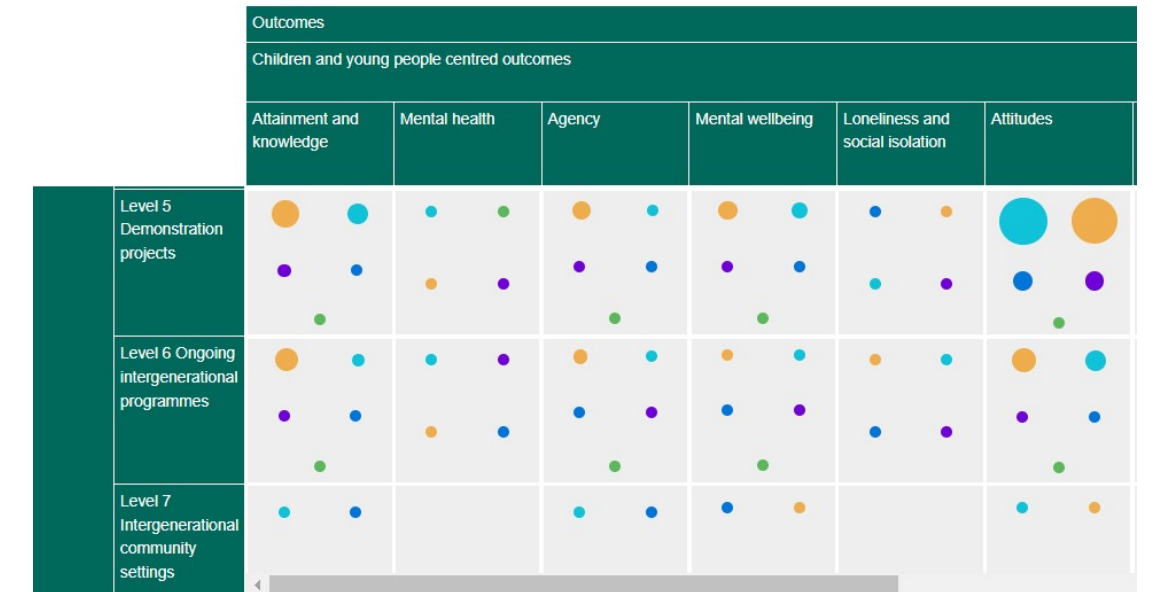 Outcomes
Children and young people centred outcomes
Attainment and
knowledge
Mental health
Agency
Mental wellbeing
Loneliness and
social isolation
Attitudes
Level 5
Demonstration
projects
Level 6 Ongoing
intergenerational
programmes
Level 7
Intergenerational
community
settings